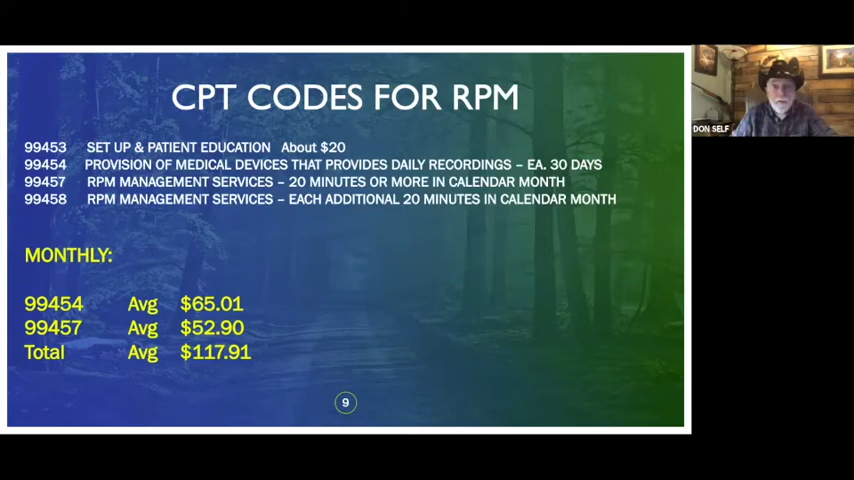 CPT CODES FOR RPM
99453 SET UP & PATIENT EDUCATION About $20
99454 PROVISION OF MEDICAL DEVICES THAT PROVIDES DAILY RECORDINGS – EA. 30 DAYS
99457 RPM MANAGEMENT SERVICES – 20 MINUTES OR MORE IN CALENDAR MONTH
99458 RPM MANAGEMENT SERVICES – EACH ADDITIONAL 20 MINUTES IN CALENDAR MONTH
MONTHLY:
99454 Avg $65.01
99457 Avg $52.90
Total Avg $117.91
9
DON SELF